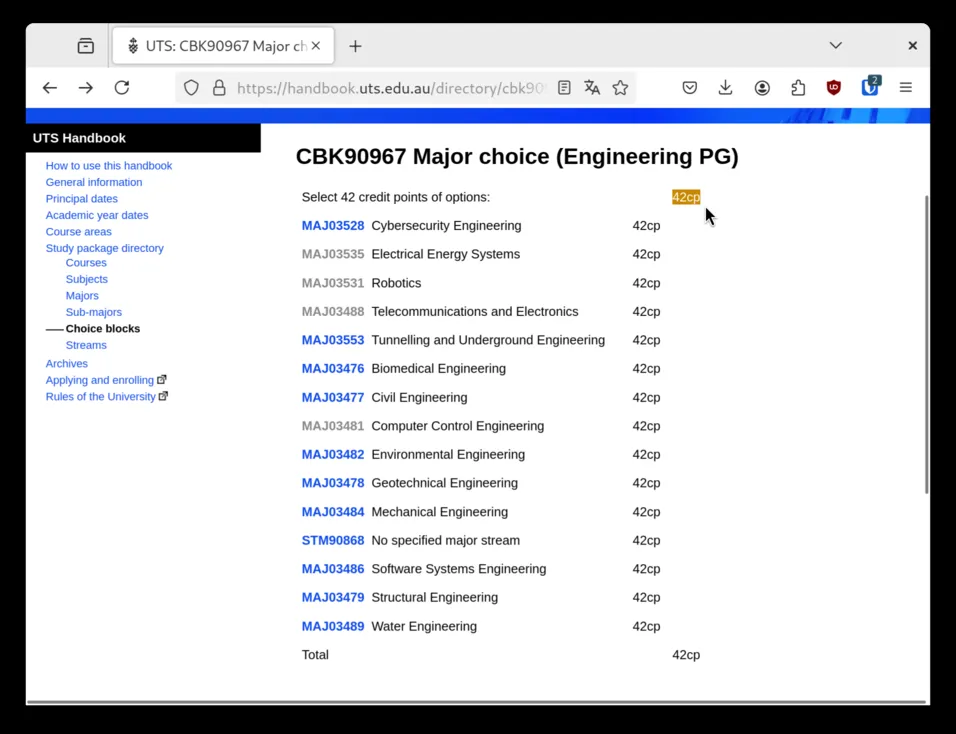 UTS: CBK90967 Major ch
https://handbook.uts.edu.au/directory/cbk90
2
UTS Handbook
How to use this handbook
General information
Principal dates
Academic year dates
Course areas
Study package directory
Courses
Subjects
Majors
Sub-majors
Choice blocks
Streams
Archives
Applying and enrolling
Rules of the University
CBK90967 Major choice (Engineering PG)
Select 42 credit points of options: 42cp
MAJ03528 Cybersecurity Engineering 42cp
MAJ03535 Electrical Energy Systems 42cp
MAJ03531 Robotics 42cp
MAJ03488 Telecommunications and Electronics 42cp
MAJ03553 Tunnelling and Underground Engineering 42cp
MAJ03476 Biomedical Engineering 42cp
MAJ03477 Civil Engineering 42cp
MAJ03481 Computer Control Engineering 42cp
MAJ03482 Environmental Engineering 42cp
MAJ03478 Geotechnical Engineering 42cp
MAJ03484 Mechanical Engineering 42cp
STM90868 No specified major stream 42cp
MAJ03486 Software Systems Engineering 42cp
MAJ03479 Structural Engineering 42cp
MAJ03489 Water Engineering 42cp
Total 42cp